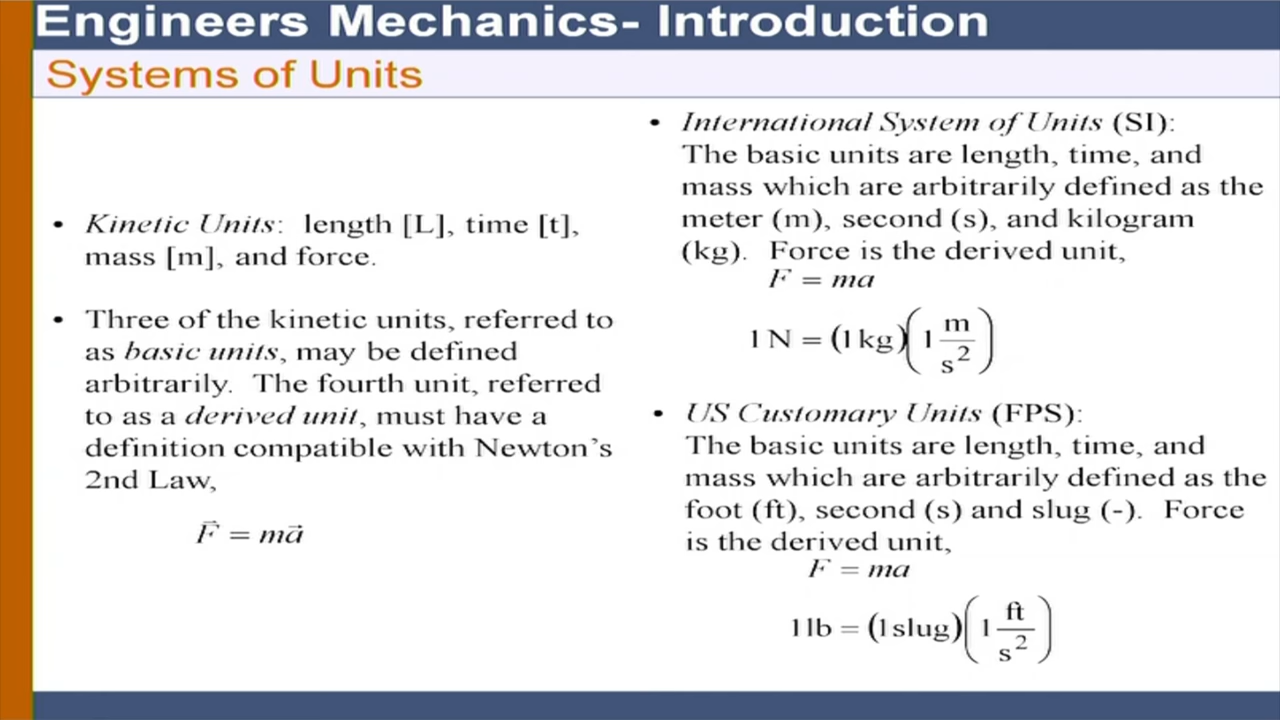 Engineers Mechanics- Introduction
Systems of Units
• Kinetic Units: length [L], time [t],
mass [m], and force.
• Three of the kinetic units, referred to
as basic units, may be defined
arbitrarily. The fourth unit, referred
to as a derived unit, must have a
definition compatible with Newton's
2nd Law,
F⃗ = ma⃗
• International System of Units (SI):
The basic units are length, time, and
mass which are arbitrarily defined as the
meter (m), second (s), and kilogram
(kg). Force is the derived unit,
F = ma
1 N = (1 kg)(1 m/s²)
• US Customary Units (FPS):
The basic units are length, time, and
mass which are arbitrarily defined as the
foot (ft), second (s) and slug (-). Force
is the derived unit,
F = ma
1 lb = (1 slug)(1 ft/s²)